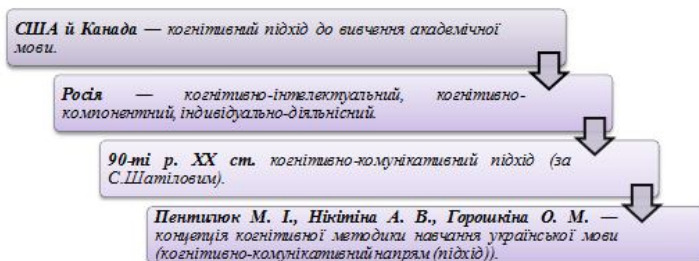 США й Канада — когнітивний підхід до вивчення академічної
мови.
Росія — когнітивно-інтелектуальний, когнітивно-
компонентний, індивідуально-діяльнісний.
90-ті р. ХХ ст. когнітивно-комунікативний підхід (за
С.Шатіловим).
Пентилюк М. І., Нікітіна А. В., Горошкіна О. М. —
концепція когнітивної методики навчання української мови
(когнітивно-комунікативний напрям (підхід)).